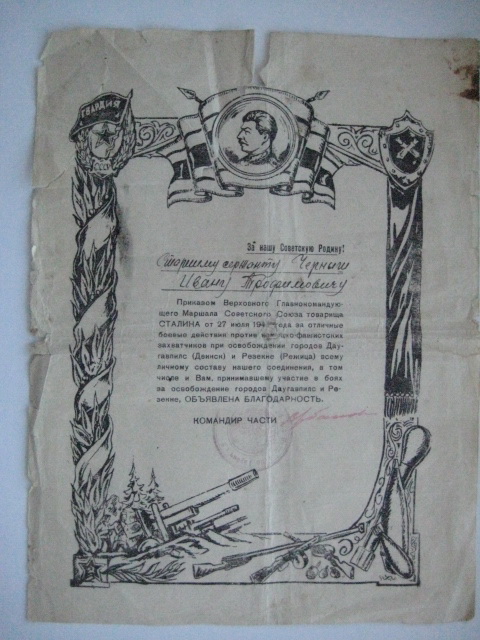 ГВАРДИЯ
За нашу Советскую Родину!
Старшему сержанту Черныш
Ивану Трофимовичу
Приказом Верховного Главнокомандую-
щего Маршала Советского Союза товарища
СТАЛИНА от 27 июля года за отличные
боевые действия против немецко-фашистских
захватчиков при освобождении городов Дау-
гавпилс (Двинск) и Резекне (Режица) всему
личному составу нашего соединения, а том
числе и Вам, принимавшему участие в боях
за освобождение городов Даугавпилс и Ре-
зекне, ОБЪЯВЛЕНА БЛАГОДАРНОСТЬ.
КОМАНДИР ЧАСТИ